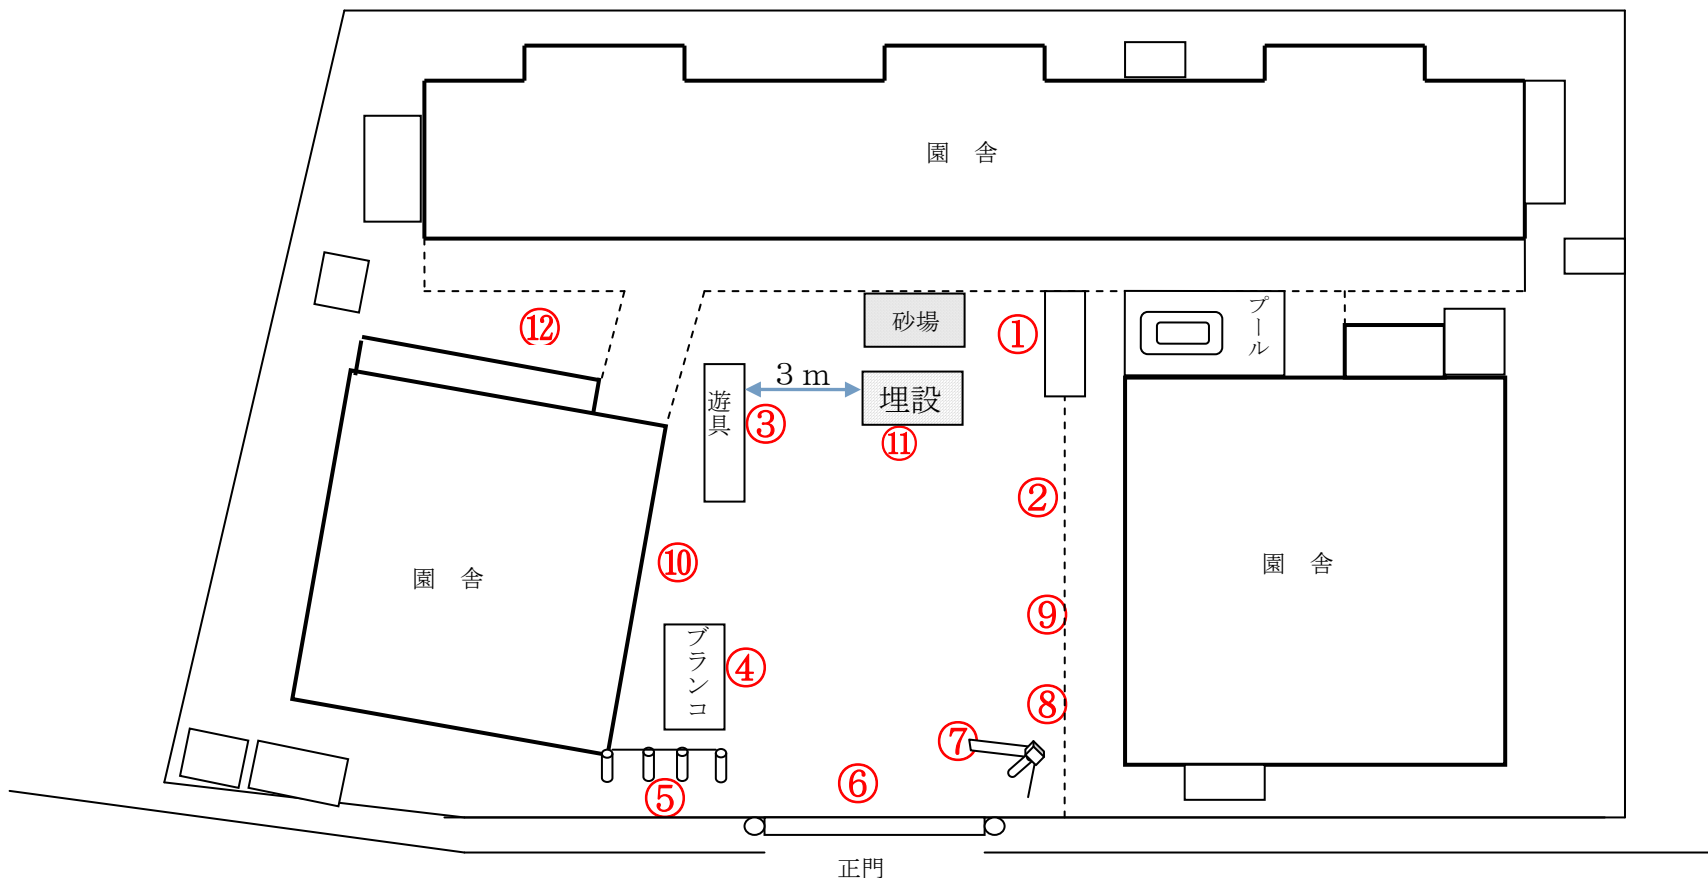 園 舎
プール
砂場
①
3m
遊具
③
埋設
⑪
⑫
②
園 舎
園 舎
⑩
⑨
ブランコ
④
⑧
⑦
⑤
⑥
正門